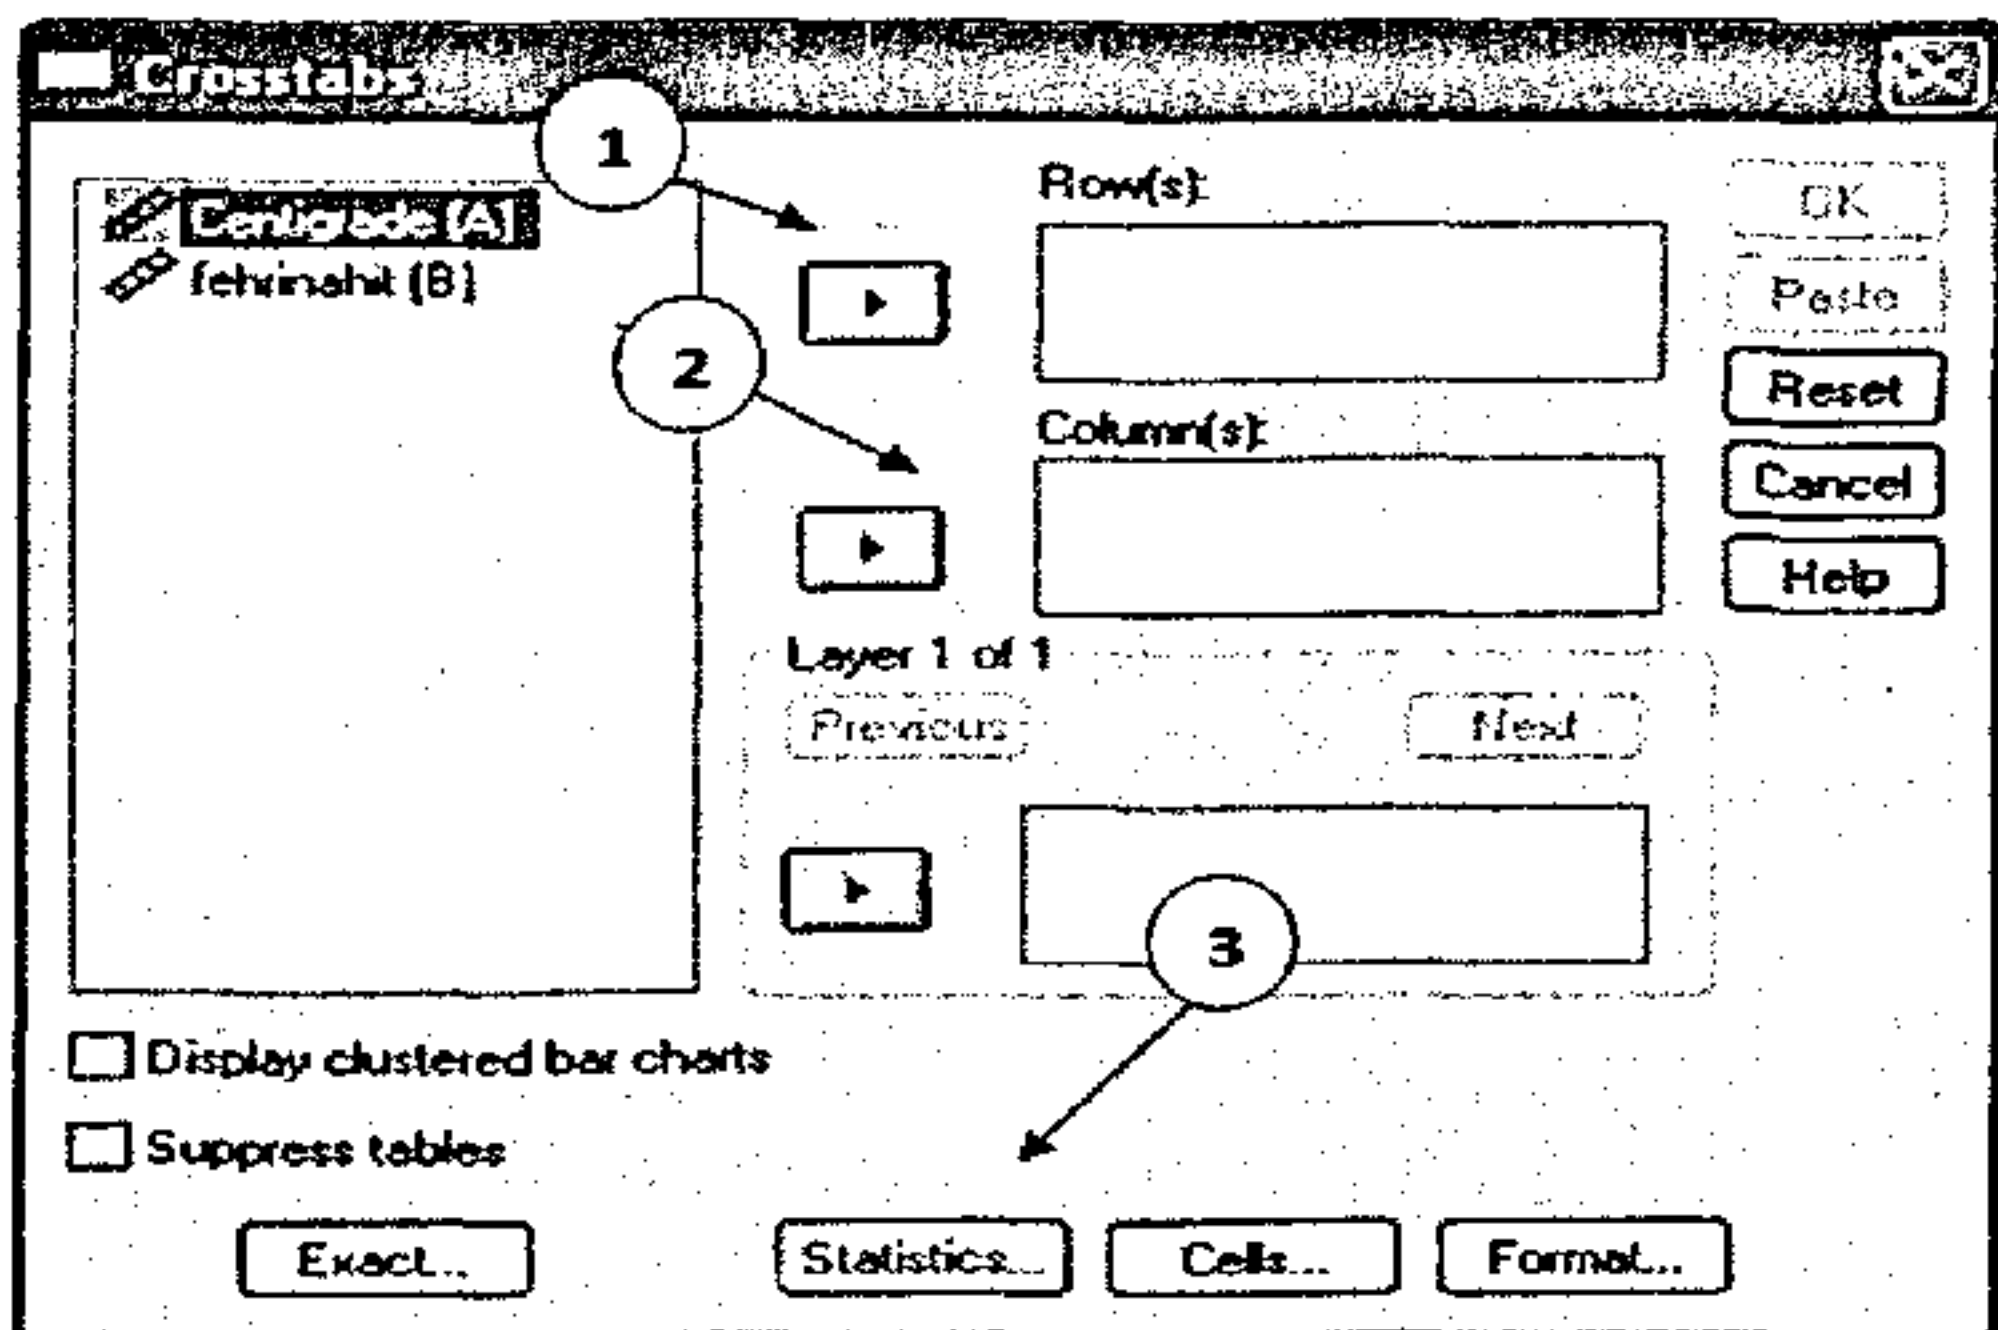 Crosstabs
1
Centigrade (A)
fehrinahit (B)
2
Row(s):
Column(s):
Layer 1 of 1
Previous
Next
3
OK
Paste
Reset
Cancel
Help
Display clustered bar charts
Suppress tables
Exact...
Statistics...
Cells...
Format...